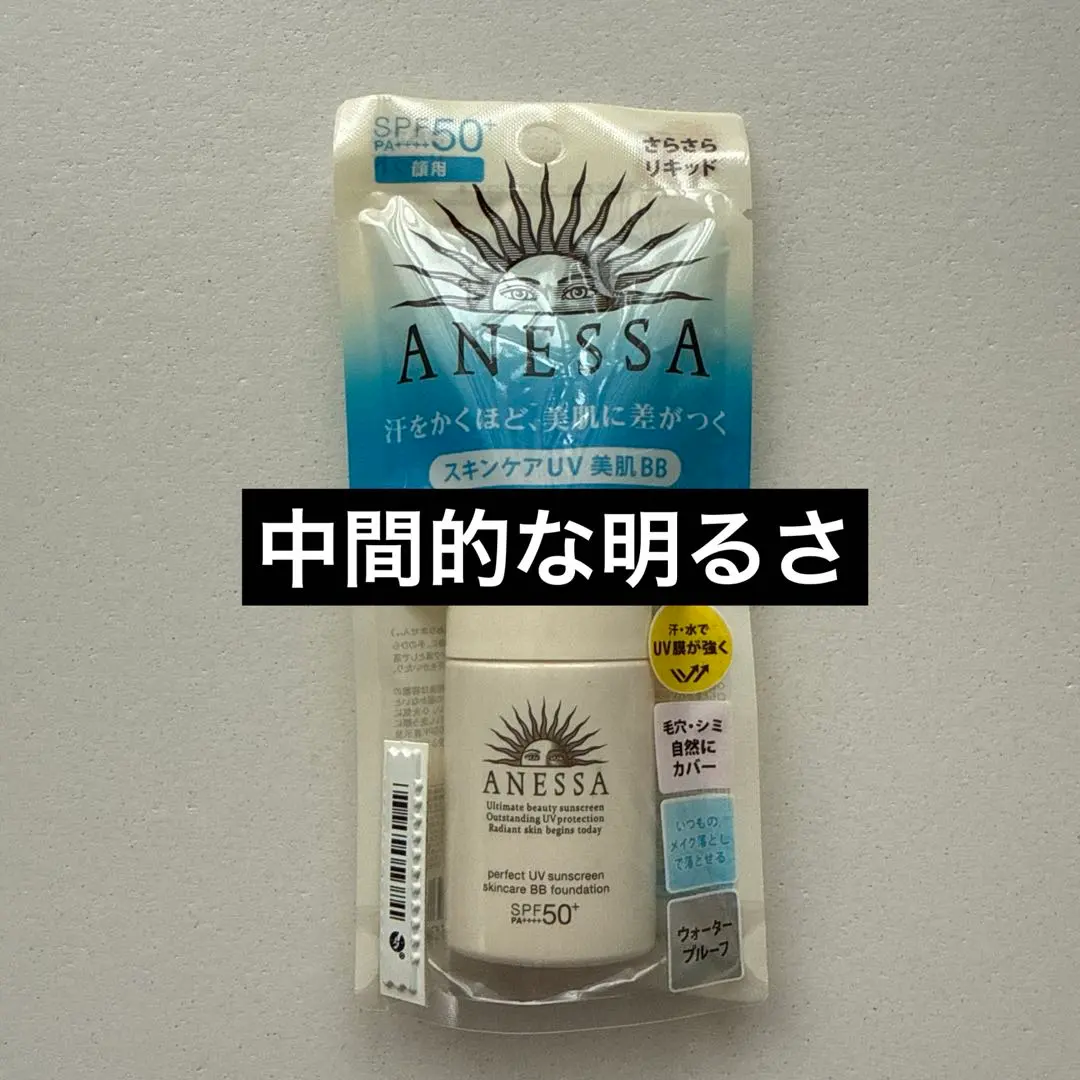 SPF50+
PA++++
顔用
さらさら
リキッド
ANESSA
汗をかくほど、美肌に差がつく
スキンケアUV 美肌BB
中間的な明るさ
汗・水で
UV膜が強く
毛穴・シミ
自然に
カバー
いつもの
メイク落とし
で落とせる
ウォーター
プルーフ
ANESSA
Ultimate beauty sunscreen
Outstanding UV protection
Radiant skin begins today
perfect UV sunscreen
skincare BB foundation
SPF50+
PA++++